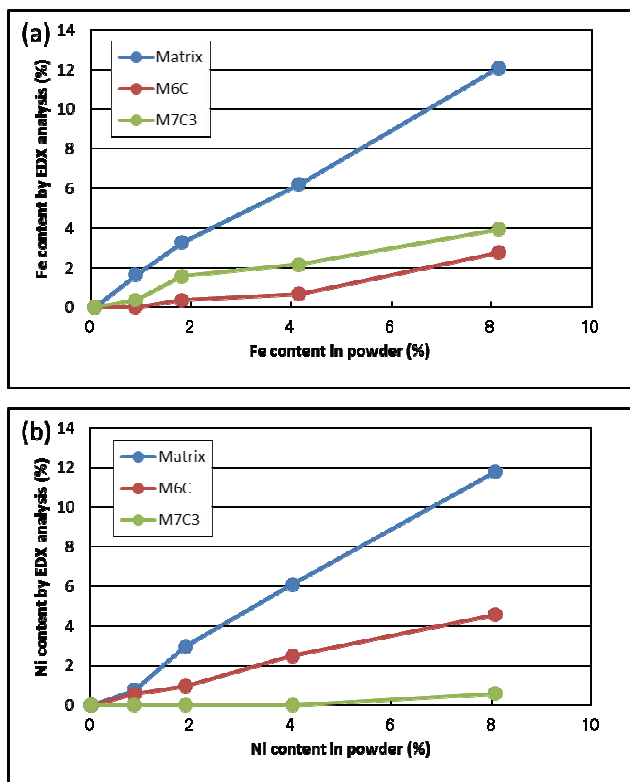 (a)
Fe content by EDX analysis (%)
14
12
10
8
6
4
2
0
Matrix
M6C
M7C3
0 2 4 6 8 10
Fe content in powder (%)
(b)
Ni content by EDX analysis (%)
14
12
10
8
6
4
2
0
Matrix
M6C
M7C3
0 2 4 6 8 10
Ni content in powder (%)